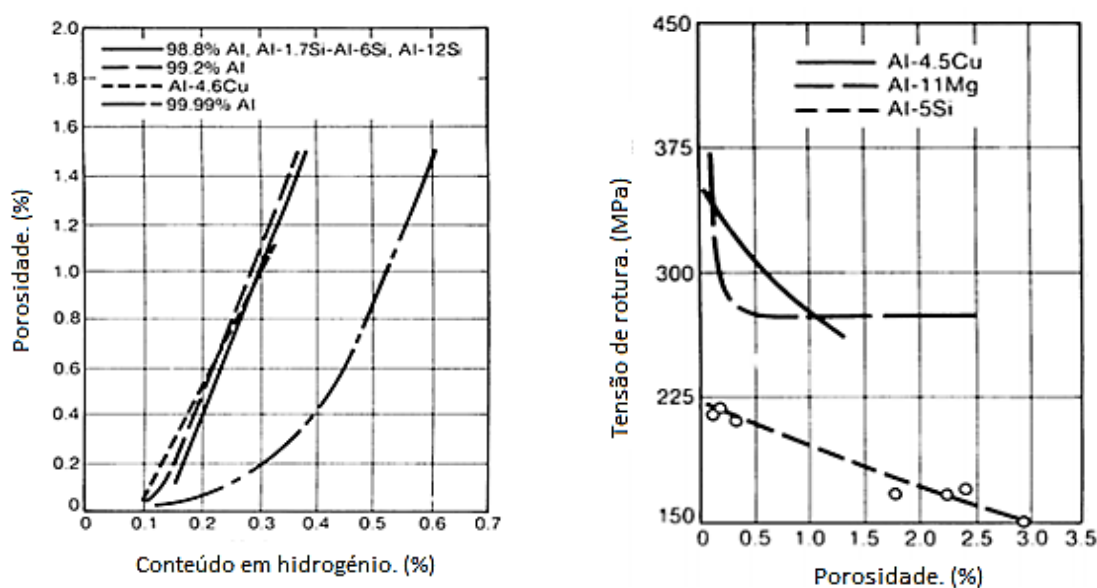 2.0
1.8
1.6
1.4
1.2
1.0
0.8
0.6
0.4
0.2
0
98.8% Al, Al-1.7Si-Al-6Si, Al-12Si
99.2% Al
Al-4.6Cu
99.99% Al
Porosidade. (%)
0 0.1 0.2 0.3 0.4 0.5 0.6 0.7
Conteúdo em hidrogénio. (%)
450
375
300
225
150
Al-4.5Cu
Al-11Mg
Al-5Si
Tensão de rotura. (MPa)
0 0.5 1.0 1.5 2.0 2.5 3.0 3.5
Porosidade. (%)